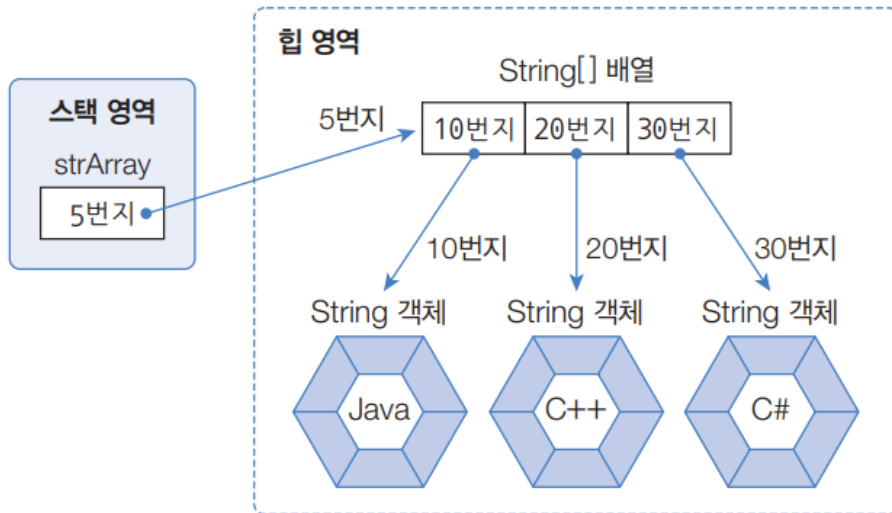 힙 영역
String[] 배열
스택 영역
strArray
5번지
5번지
10번지 20번지 30번지
10번지
20번지
30번지
String 객체
String 객체
String 객체
Java
C++
C#